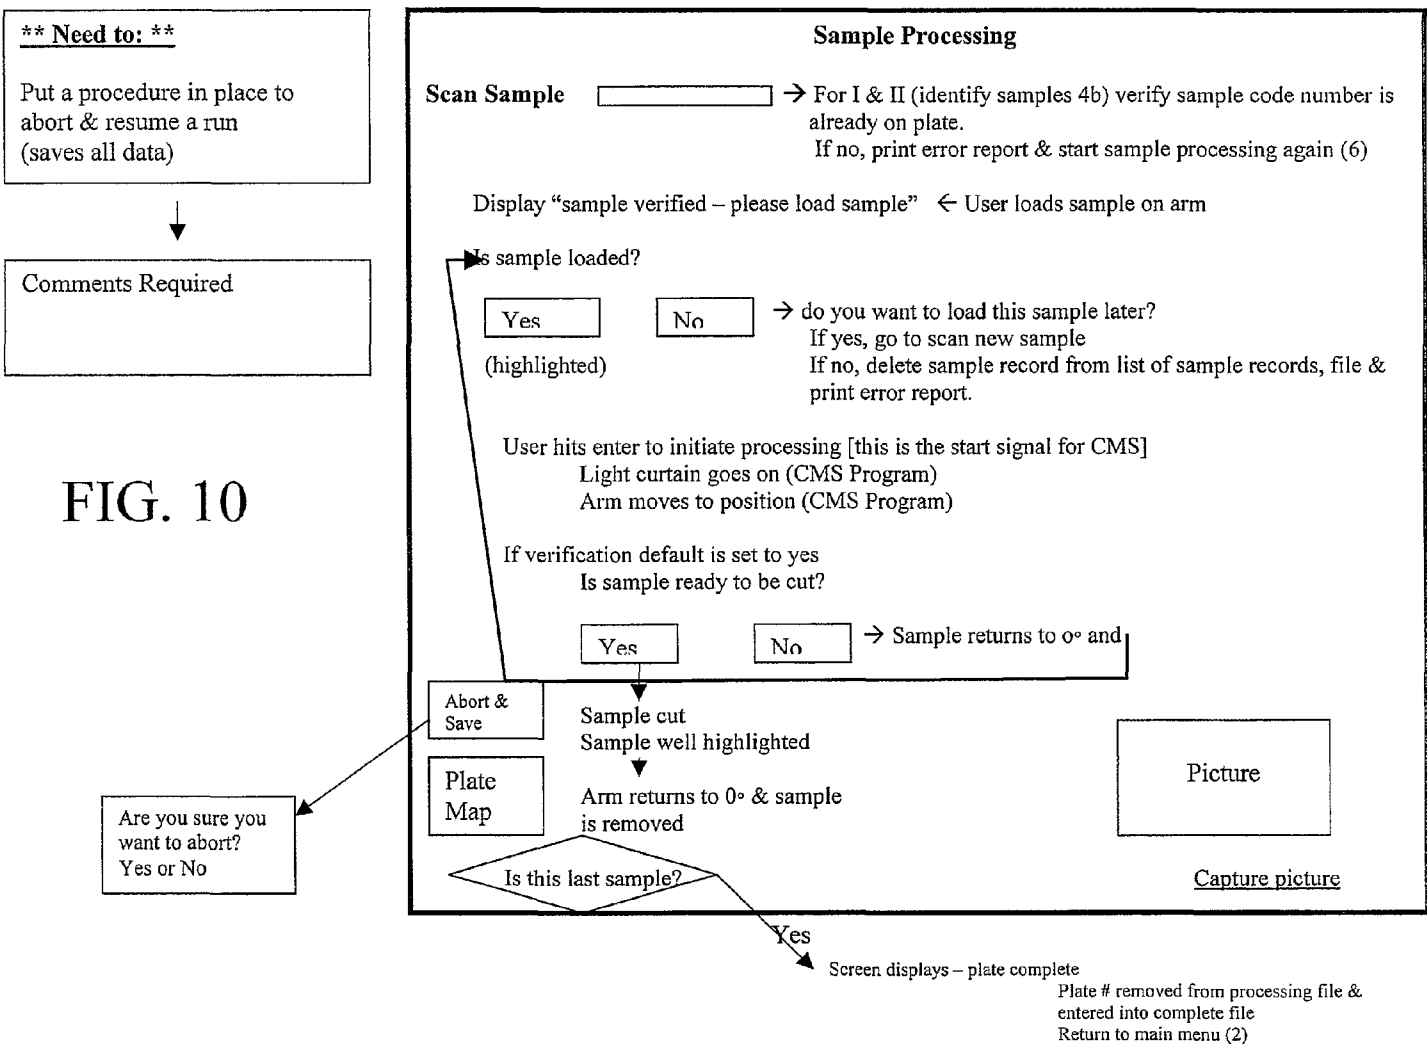 ** Need to: **
Put a procedure in place to
abort & resume a run
(saves all data)
Comments Required
FIG. 10
Sample Processing
Scan Sample → For I & II (identify samples 4b) verify sample code number is
already on plate.
If no, print error report & start sample processing again (6)
Display “sample verified – please load sample” ← User loads sample on arm
Is sample loaded?
Yes No → do you want to load this sample later?
If yes, go to scan new sample
(highlighted) If no, delete sample record from list of sample records, file &
print error report.
User hits enter to initiate processing [this is the start signal for CMS]
Light curtain goes on (CMS Program)
Arm moves to position (CMS Program)
If verification default is set to yes
Is sample ready to be cut?
Yes No → Sample returns to 0° and
Abort &
Save
Sample cut
Sample well highlighted
Plate
Map
Arm returns to 0° & sample
is removed
Picture
Are you sure you
want to abort?
Yes or No
Is this last sample?
Capture picture
Yes
Screen displays – plate complete
Plate # removed from processing file &
entered into complete file
Return to main menu (2)